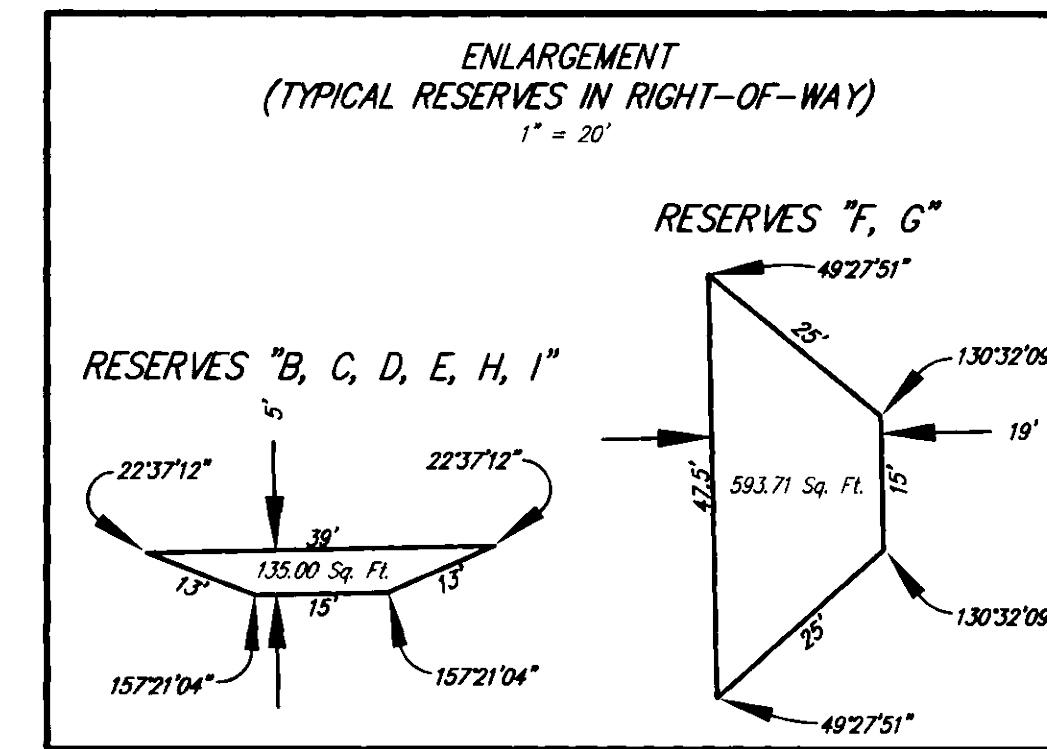 ENLARGEMENT
(TYPICAL RESERVES IN RIGHT-OF-WAY)
1" = 20'
RESERVES "F, G"
49°27'51"
25'
130°32'09
19'
47.5'
593.71 Sq. Ft.
15'
25'
130°32'09
49°27'51"
RESERVES "B, C, D, E, H, I"
5'
22°37'12"
22°37'12"
39'
135.00 Sq. Ft.
13'
13'
15'
157°21'04"
157°21'04"